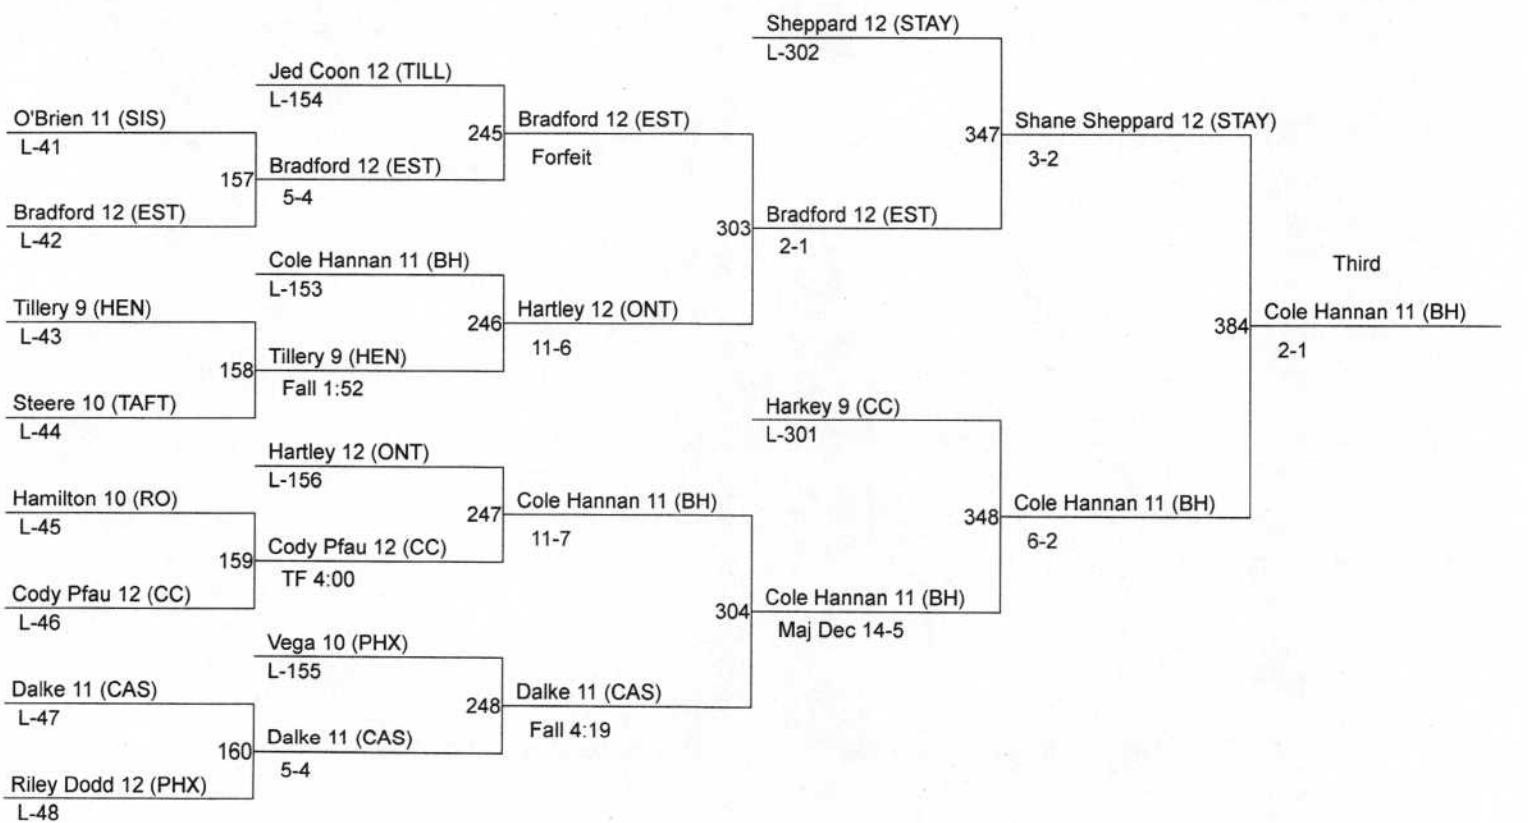 Sheppard 12 (STAY)
L-302
Jed Coon 12 (TILL)
L-154
O'Brien 11 (SIS)
L-41
245
Bradford 12 (EST)
Forfeit
347
Shane Sheppard 12 (STAY)
3-2
157
Bradford 12 (EST)
5-4
Bradford 12 (EST)
L-42
303
Bradford 12 (EST)
2-1
Cole Hannan 11 (BH)
L-153
Third
Tillery 9 (HEN)
L-43
246
Hartley 12 (ONT)
11-6
384
Cole Hannan 11 (BH)
2-1
158
Tillery 9 (HEN)
Fall 1:52
Steere 10 (TAFT)
L-44
Harkey 9 (CC)
L-301
Hartley 12 (ONT)
L-156
Hamilton 10 (RO)
L-45
247
Cole Hannan 11 (BH)
11-7
348
Cole Hannan 11 (BH)
6-2
159
Cody Pfau 12 (CC)
TF 4:00
Cody Pfau 12 (CC)
L-46
304
Cole Hannan 11 (BH)
Maj Dec 14-5
Vega 10 (PHX)
L-155
Dalke 11 (CAS)
L-47
248
Dalke 11 (CAS)
Fall 4:19
160
Dalke 11 (CAS)
5-4
Riley Dodd 12 (PHX)
L-48